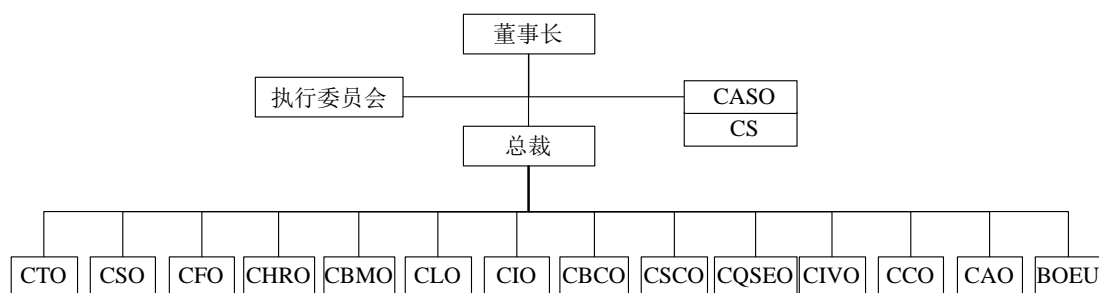 董事长
执行委员会
CASO
CS
总裁
CTO CSO CFO CHRO CBMO CLO CIO CBCO CSCO CQSEO CIVO CCO CAO BOEU